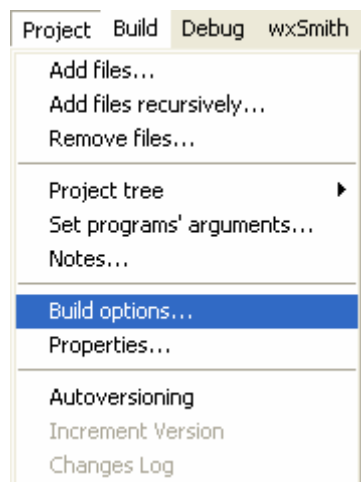 Project Build Debug wxSmith
Add files...
Add files recursively...
Remove files...
Project tree
Set programs' arguments...
Notes...
Build options...
Properties...
Autoversioning
Increment Version
Changes Log